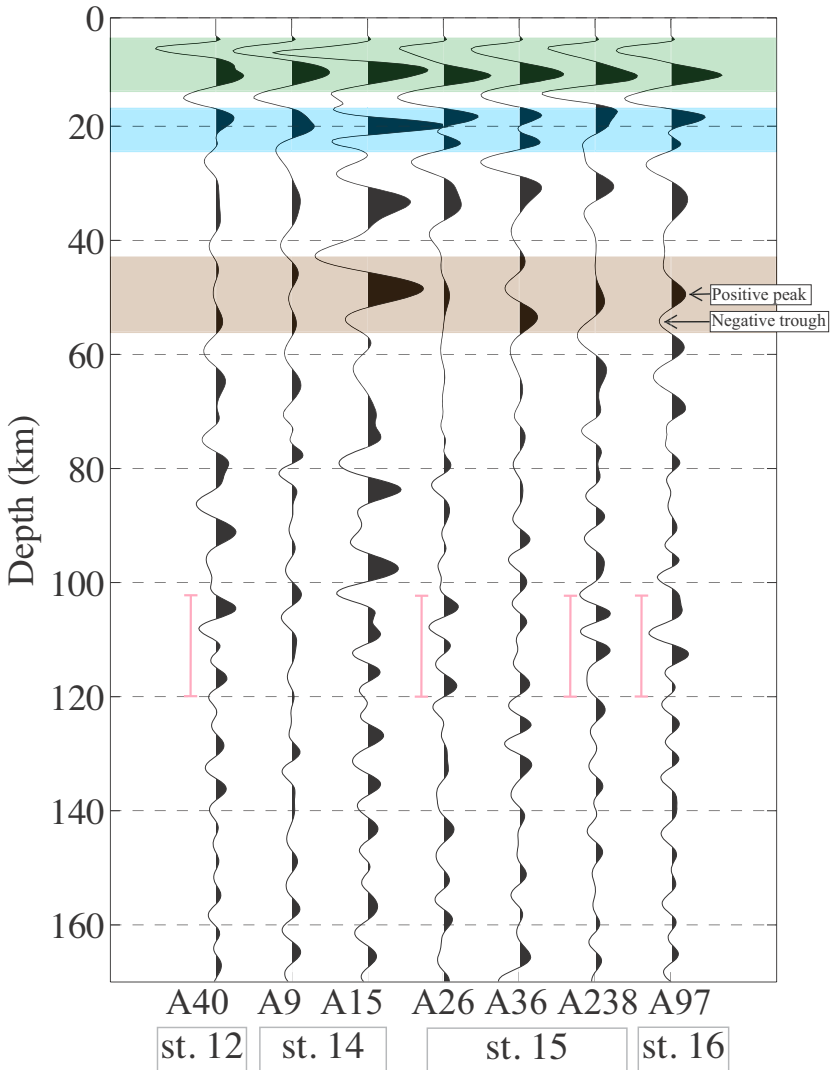 0
20
40
Positive peak
Negative trough
60
80
Depth (km)
100
120
140
160
A40 A9 A15 A26 A36 A238 A97
st. 12 st. 14 st. 15 st. 16